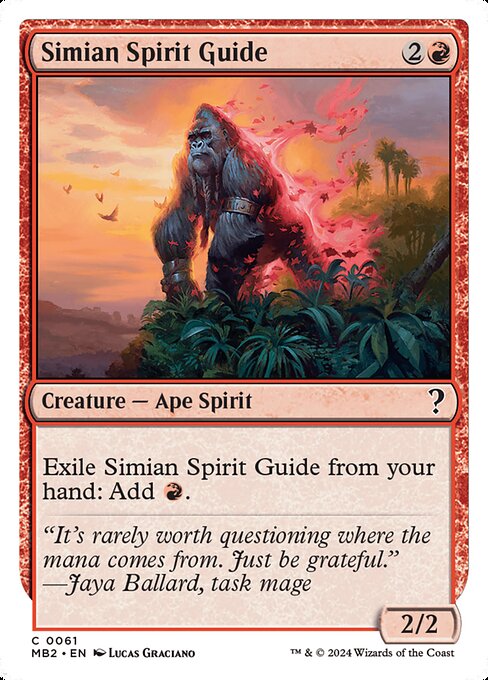 Simian Spirit Guide 2
Creature — Ape Spirit ?
Exile Simian Spirit Guide from your
hand: Add .
“It’s rarely worth questioning where the
mana comes from. Just be grateful.”
—Jaya Ballard, task mage
2/2
C 0061
MB2 • EN Lucas Graciano
™ & © 2024 Wizards of the Coast